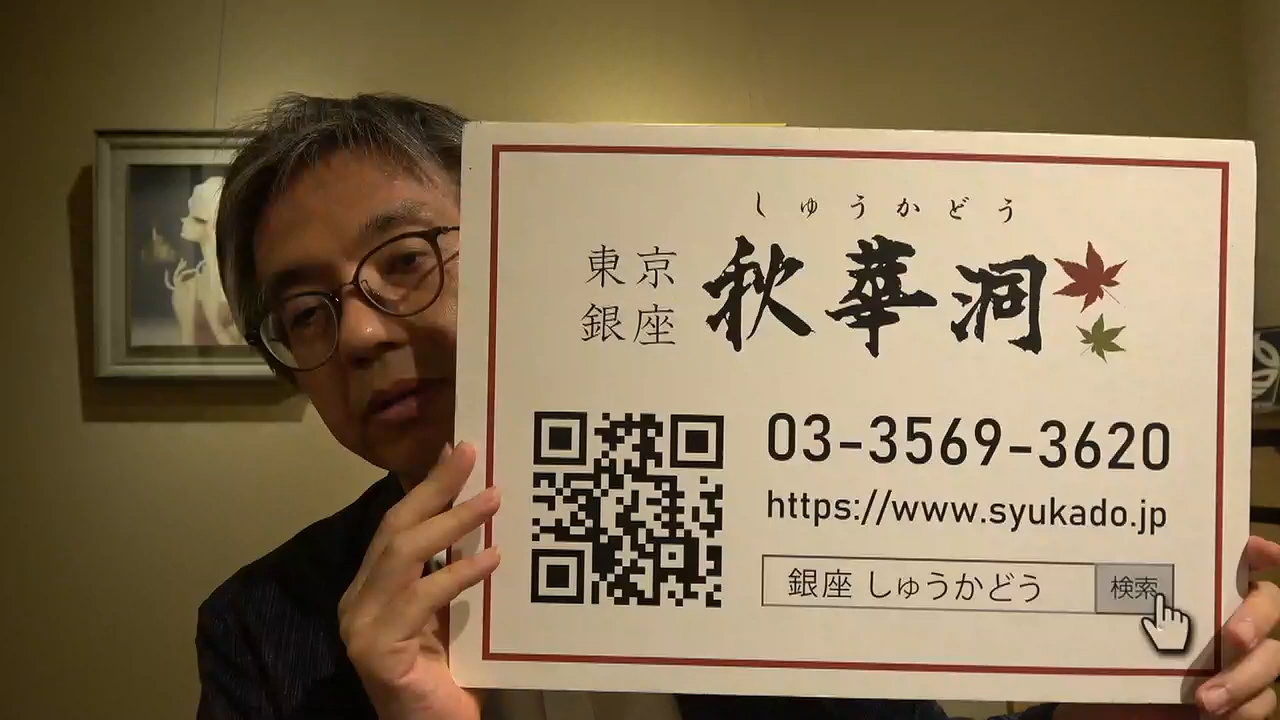 しゅうかどう
東京
銀座
秋華洞
03-3569-3620
https://www.syukado.jp
銀座 しゅうかどう 検索